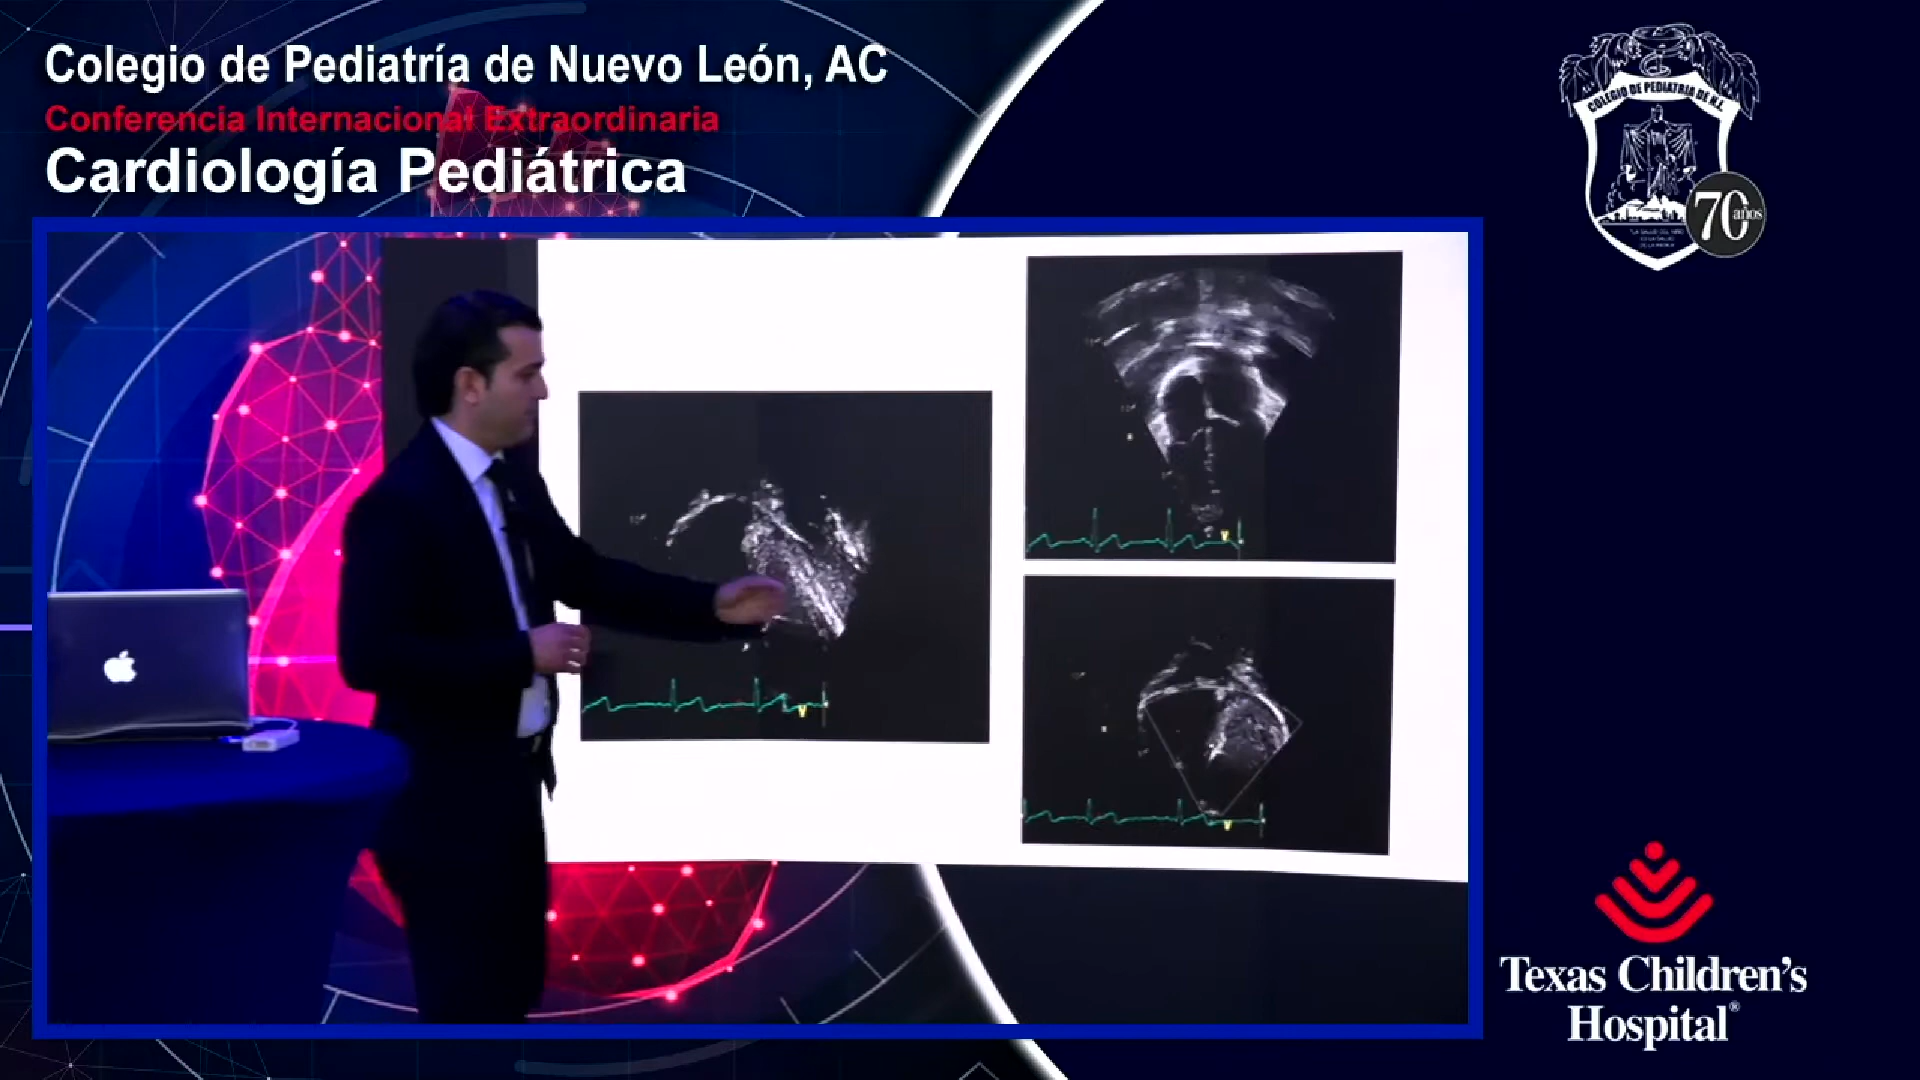 Colegio de Pediatría de Nuevo León, AC
Conferencia Internacional Extraordinaria
Cardiología Pediátrica
COLEGIO DE PEDIATRIA DE N.L.
70 años
V
V
V
Texas Children's
Hospital®